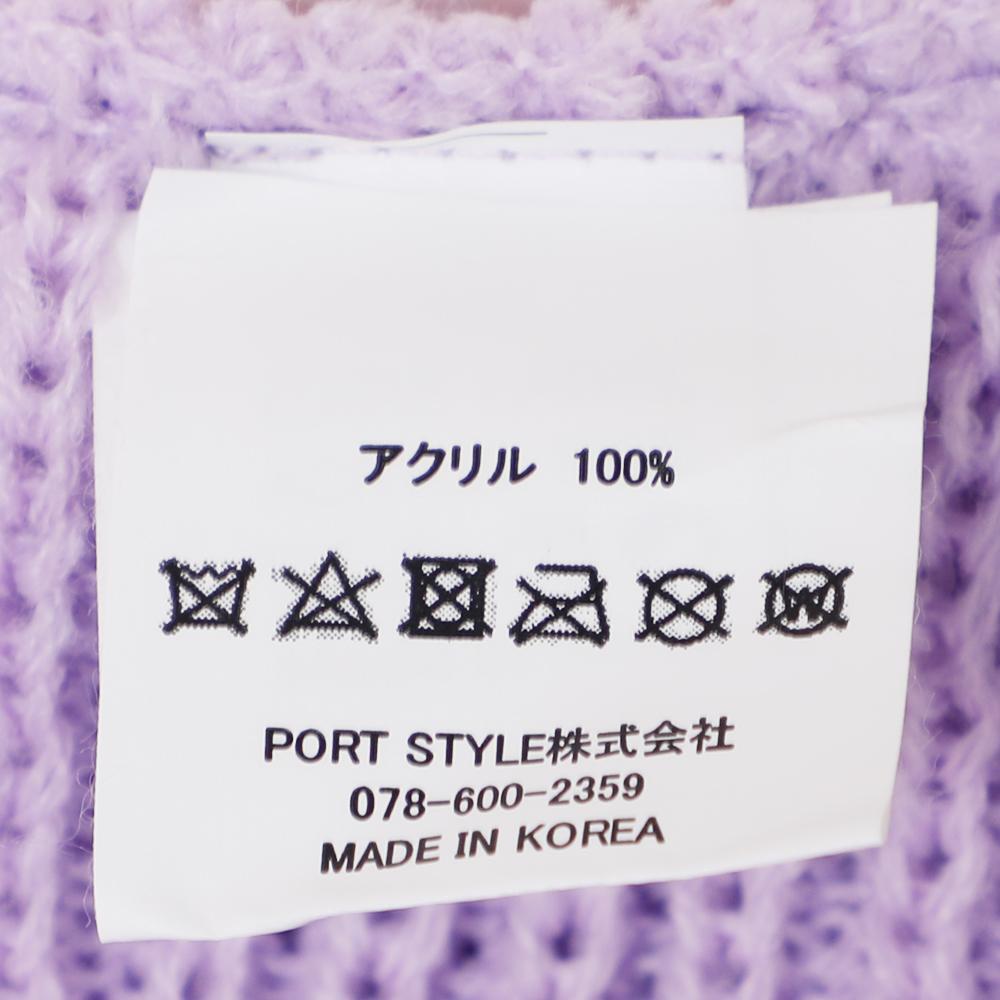 アクリル 100%
W
PORT STYLE株式会社
078-600-2359
MADE IN KOREA